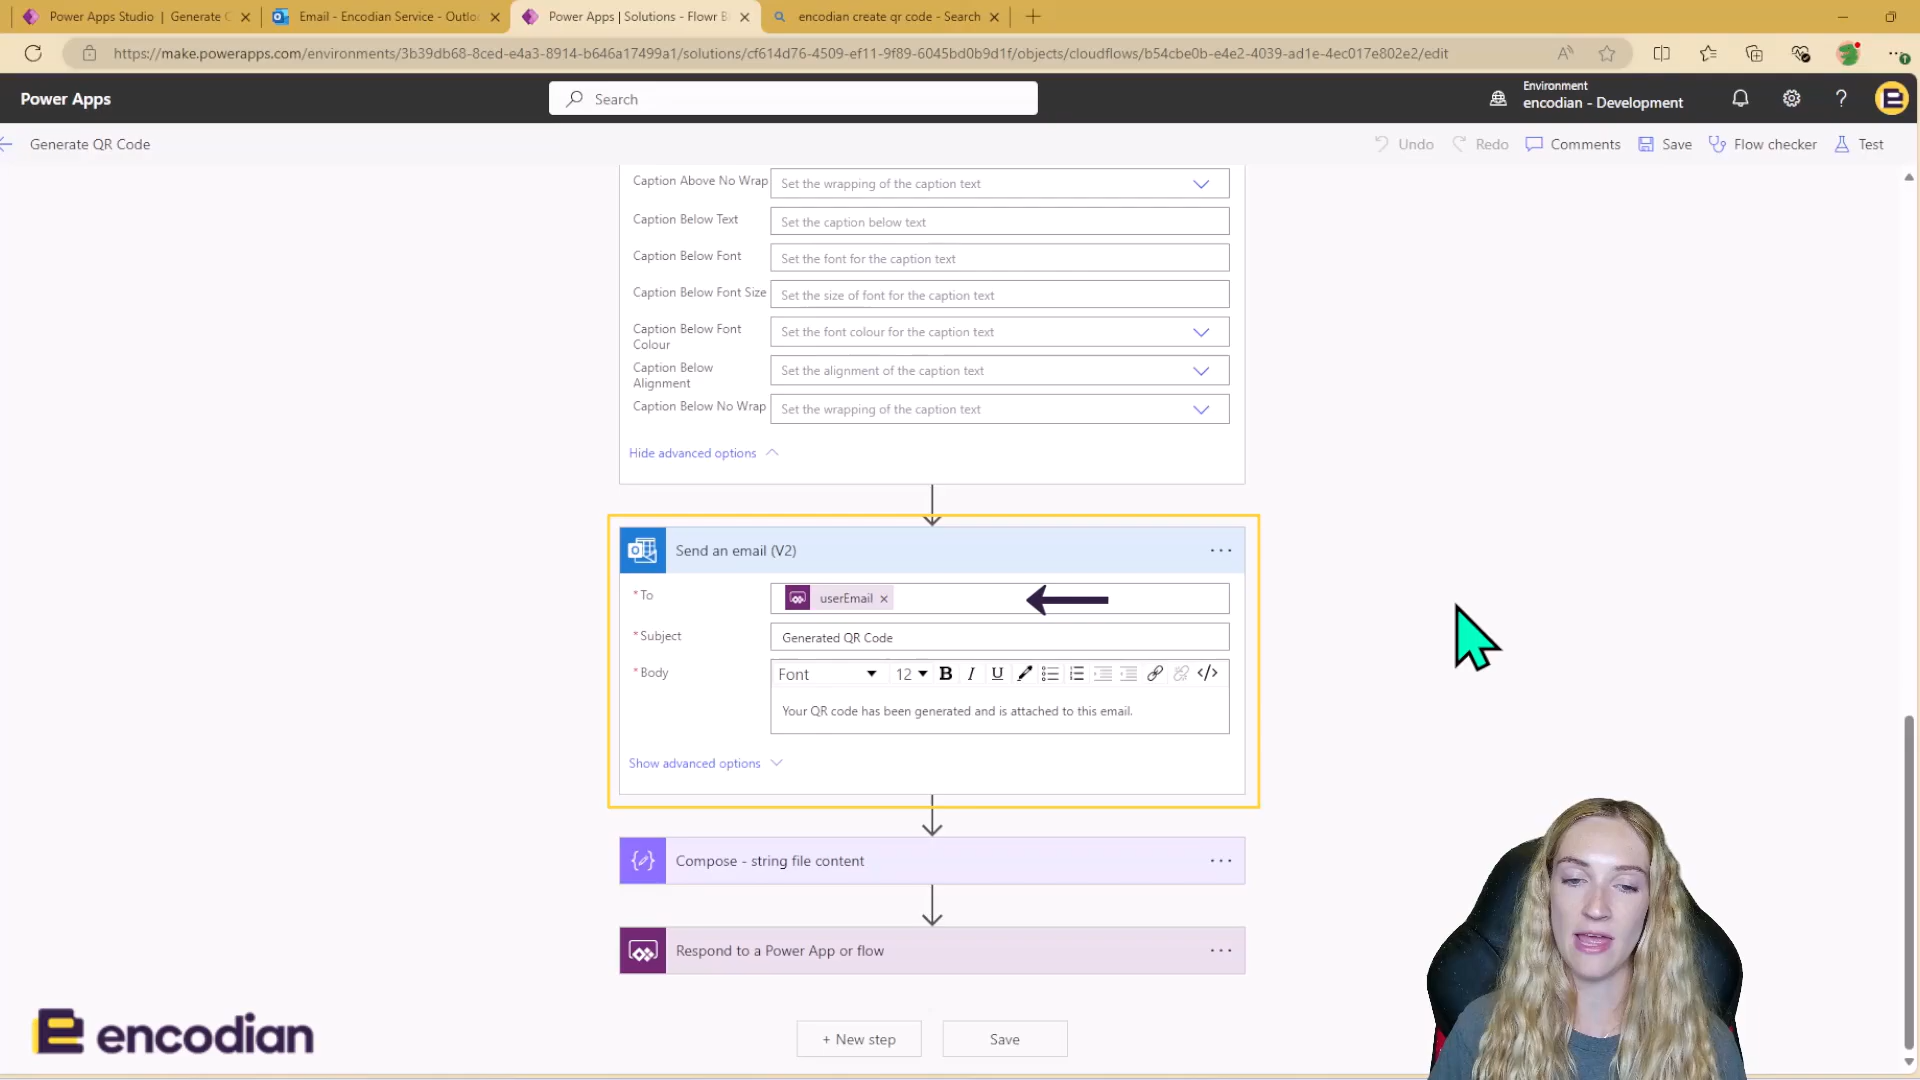 Power Apps Studio | Generate C
Email - Encodian Service - Outlo
Power Apps | Solutions - Flowr B
encodian create qr code - Search
https://make.powerapps.com/environments/3b39db68-8ced-e4a3-8914-b646a17499a1/solutions/cf614d76-4509-ef11-9f89-6045bd0b9d1f/objects/cloudflows/b54cbe0b-e4e2-4039-ad1e-4ec017e802e2/edit
Power Apps
Search
Environment
encodian - Development
Generate QR Code
Undo
Redo
Comments
Save
Flow checker
Test
Caption Above No Wrap
Set the wrapping of the caption text
Caption Below Text
Set the caption below text
Caption Below Font
Set the font for the caption text
Caption Below Font Size
Set the size of font for the caption text
Caption Below Font
Colour
Set the font colour for the caption text
Caption Below
Alignment
Set the alignment of the caption text
Caption Below No Wrap
Set the wrapping of the caption text
Hide advanced options
Send an email (V2)
* To
userEmail
* Subject
Generated QR Code
* Body
Font
12
B
I
U
</>
Your QR code has been generated and is attached to this email.
Show advanced options
Compose - string file content
Respond to a Power App or flow
+ New step
Save
encodian